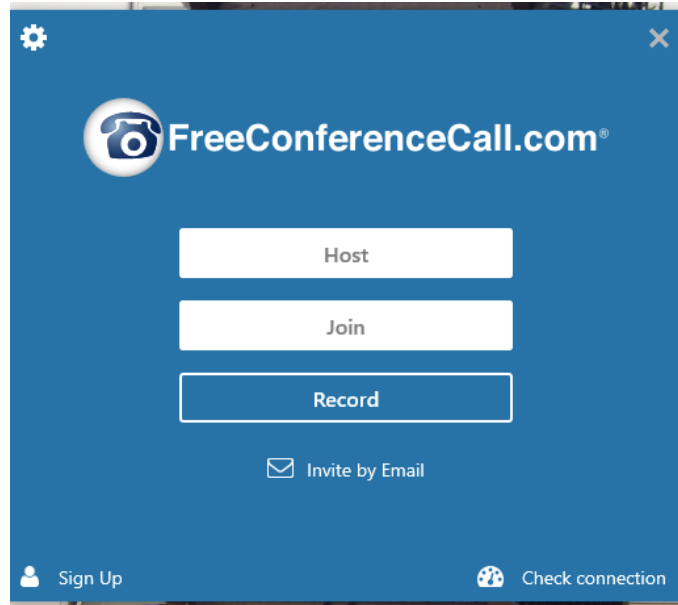 FreeConferenceCall.com®
Host
Join
Record
Invite by Email
Sign Up
Check connection